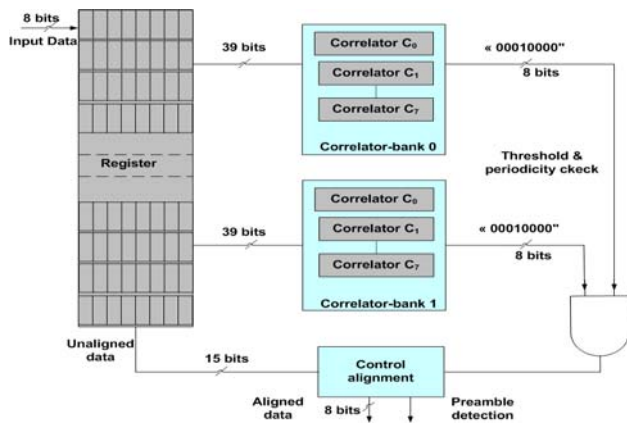 8 bits
Input Data
Register
39 bits
Correlator C₀
Correlator C₁
Correlator C₇
Correlator-bank 0
« 00010000"
8 bits
Threshold &
periodicity ckeck
39 bits
Correlator C₀
Correlator C₁
Correlator C₇
Correlator-bank 1
« 00010000"
8 bits
Unaligned
data
15 bits
Control
alignment
Aligned
data
8 bits
Preamble
detection